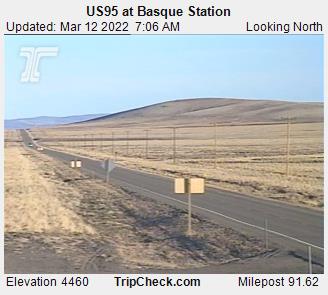 US95 at Basque Station
Updated: Mar 12 2022 7:06 AM Looking North
Elevation 4460 TripCheck.com Milepost 91.62